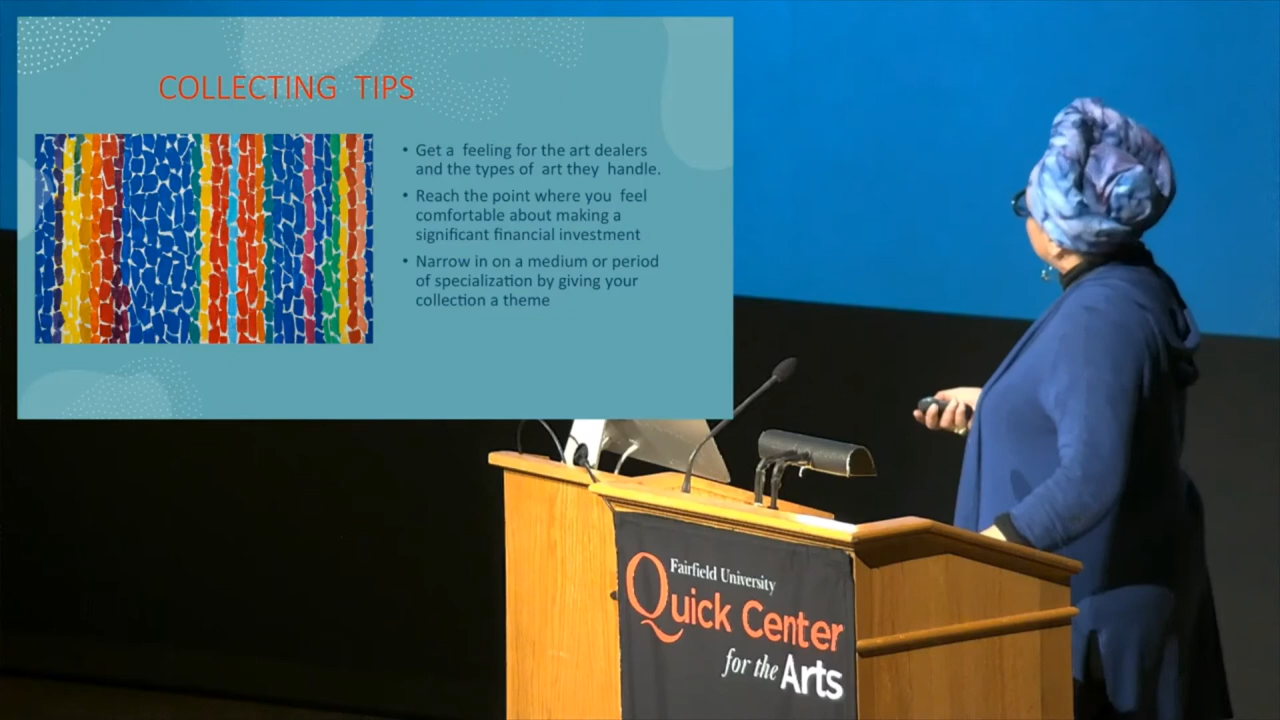 COLLECTING TIPS
• Get a feeling for the art dealers
and the types of art they handle.
• Reach the point where you feel
comfortable about making a
significant financial investment
• Narrow in on a medium or period
of specialization by giving your
collection a theme
Fairfield University
Quick Center
for the Arts